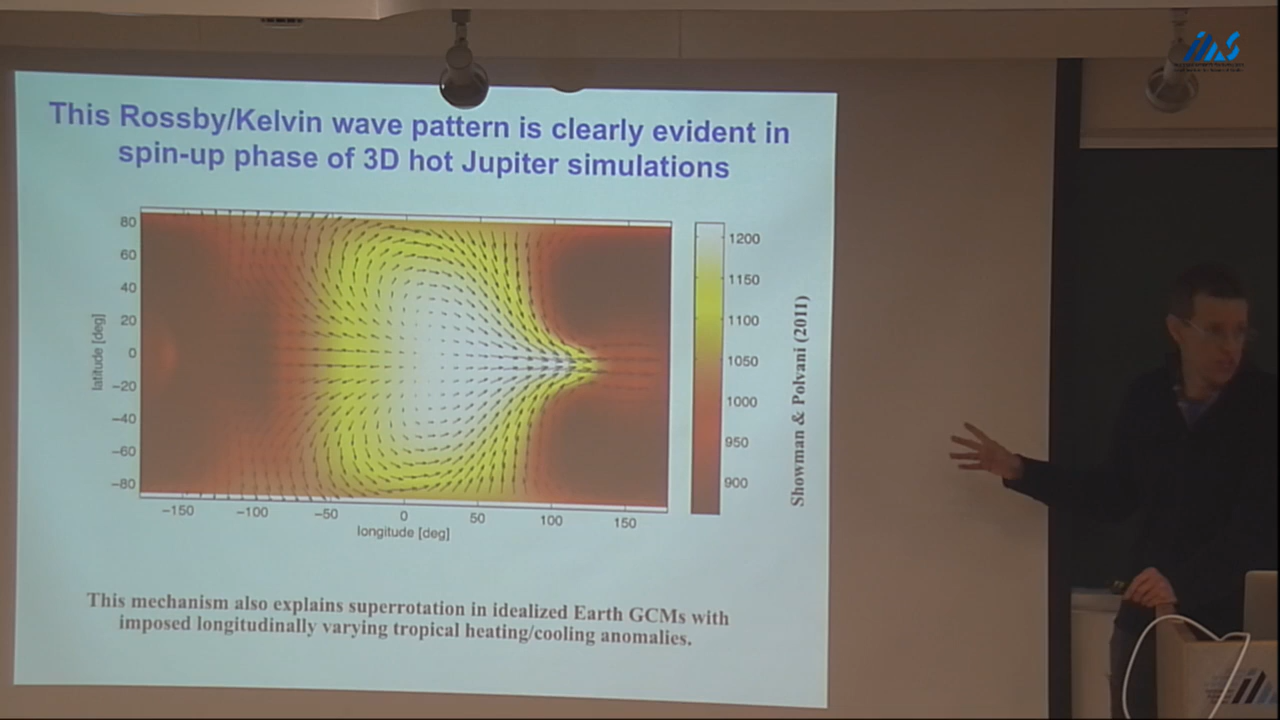 This Rossby/Kelvin wave pattern is clearly evident in
spin-up phase of 3D hot Jupiter simulations
80
60
40
20
0
−20
−40
−60
−80
latitude [deg]
−150 −100 −50 0 50 100 150
longitude [deg]
1200
1150
1100
1050
1000
950
900
Showman & Polvani (2011)
This mechanism also explains superrotation in idealized Earth GCMs with
imposed longitudinally varying tropical heating/cooling anomalies.